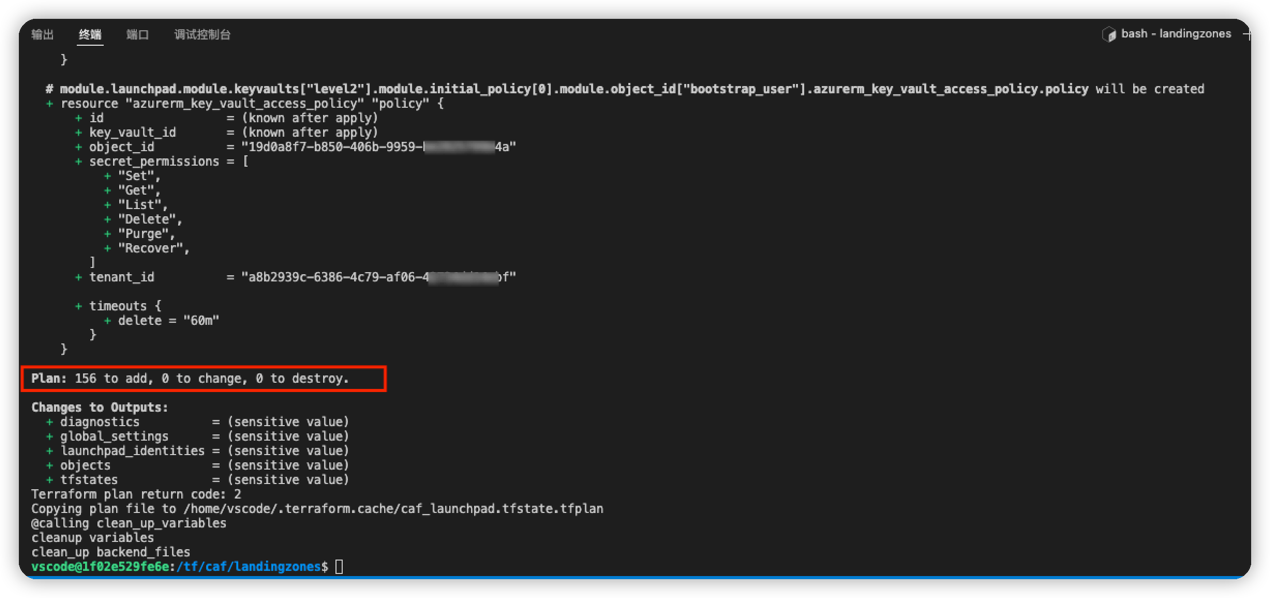 输出 终端 端口 调试控制台 bash - landingzones
}
# module.launchpad.module.keyvaults["level2"].module.initial_policy[0].module.object_id["bootstrap_user"].azurerm_key_vault_access_policy.policy will be created
+ resource "azurerm_key_vault_access_policy" "policy" {
+ id = (known after apply)
+ key_vault_id = (known after apply)
+ object_id = "19d0a8f7-b850-406b-9959- 4a"
+ secret_permissions = [
+ "Set",
+ "Get",
+ "List",
+ "Delete",
+ "Purge",
+ "Recover",
]
+ tenant_id = "a8b2939c-6386-4c79-af06-4 bf"
+ timeouts {
+ delete = "60m"
}
}
Plan: 156 to add, 0 to change, 0 to destroy.
Changes to Outputs:
+ diagnostics = (sensitive value)
+ global_settings = (sensitive value)
+ launchpad_identities = (sensitive value)
+ objects = (sensitive value)
+ tfstates = (sensitive value)
Terraform plan return code: 2
Copying plan file to /home/vscode/.terraform.cache/caf_launchpad.tfstate.tfplan
@calling clean_up_variables
cleanup variables
clean_up backend_files
vscode@1f02e529fe6e:/tf/caf/landingzones$